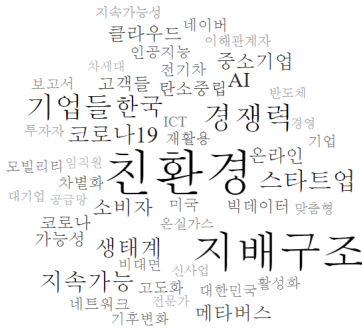 지속가능성
클라우드 네이버
인공지능 이해관계자
차세대 전기차 중소기업
보고서 고객들 탄소중립 AI 반도체
기업들 한국 경쟁력 경영
투자자 코로나19 ICT 재활용 기업
모빌리티 임직원 친환경 온라인
대기업 공급망 차별화 스타트업
소비자 미국 빅데이터 맞춤형
코로나 온실가스
가능성 생태계 지배구조
비대면 신사업
지속가능 고도화 대한민국 활성화
네트워크 전문가 메타버스
기후변화